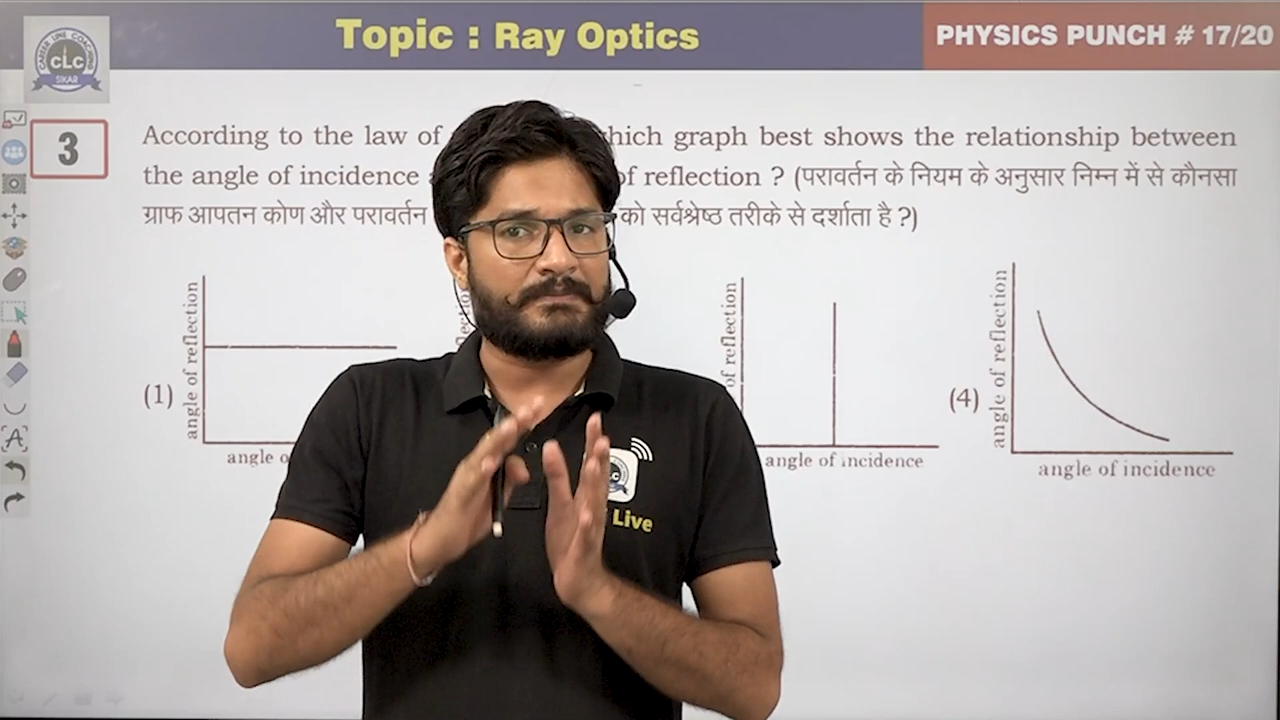 Topic : Ray Optics
PHYSICS PUNCH # 17/20
CAREER LINE COACHING
CLC
SIKAR
3
According to the law of which graph best shows the relationship between
the angle of incidence of reflection ? (परावर्तन के नियम के अनुसार निम्न में से कौनसा
ग्राफ आपतन कोण और परावर्तन को सर्वश्रेष्ठ तरीके से दर्शाता है ?)
(1)
angle of reflection
angle
of reflection
angle of incidence
(4)
angle of reflection
angle of incidence
Live